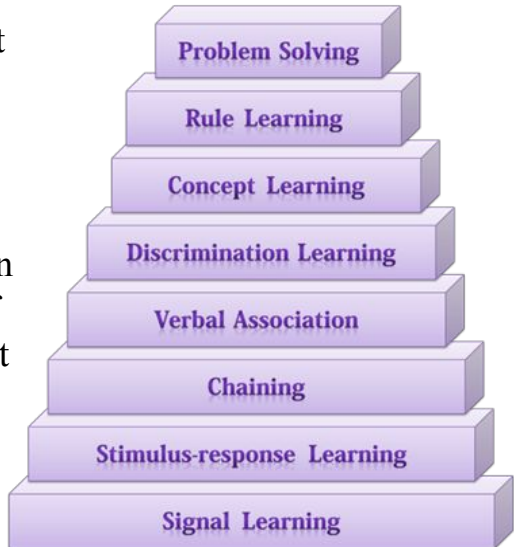 t
Problem Solving
Rule Learning
Concept Learning
Discrimination Learning
n
Verbal Association
t
Chaining
Stimulus-response Learning
Signal Learning